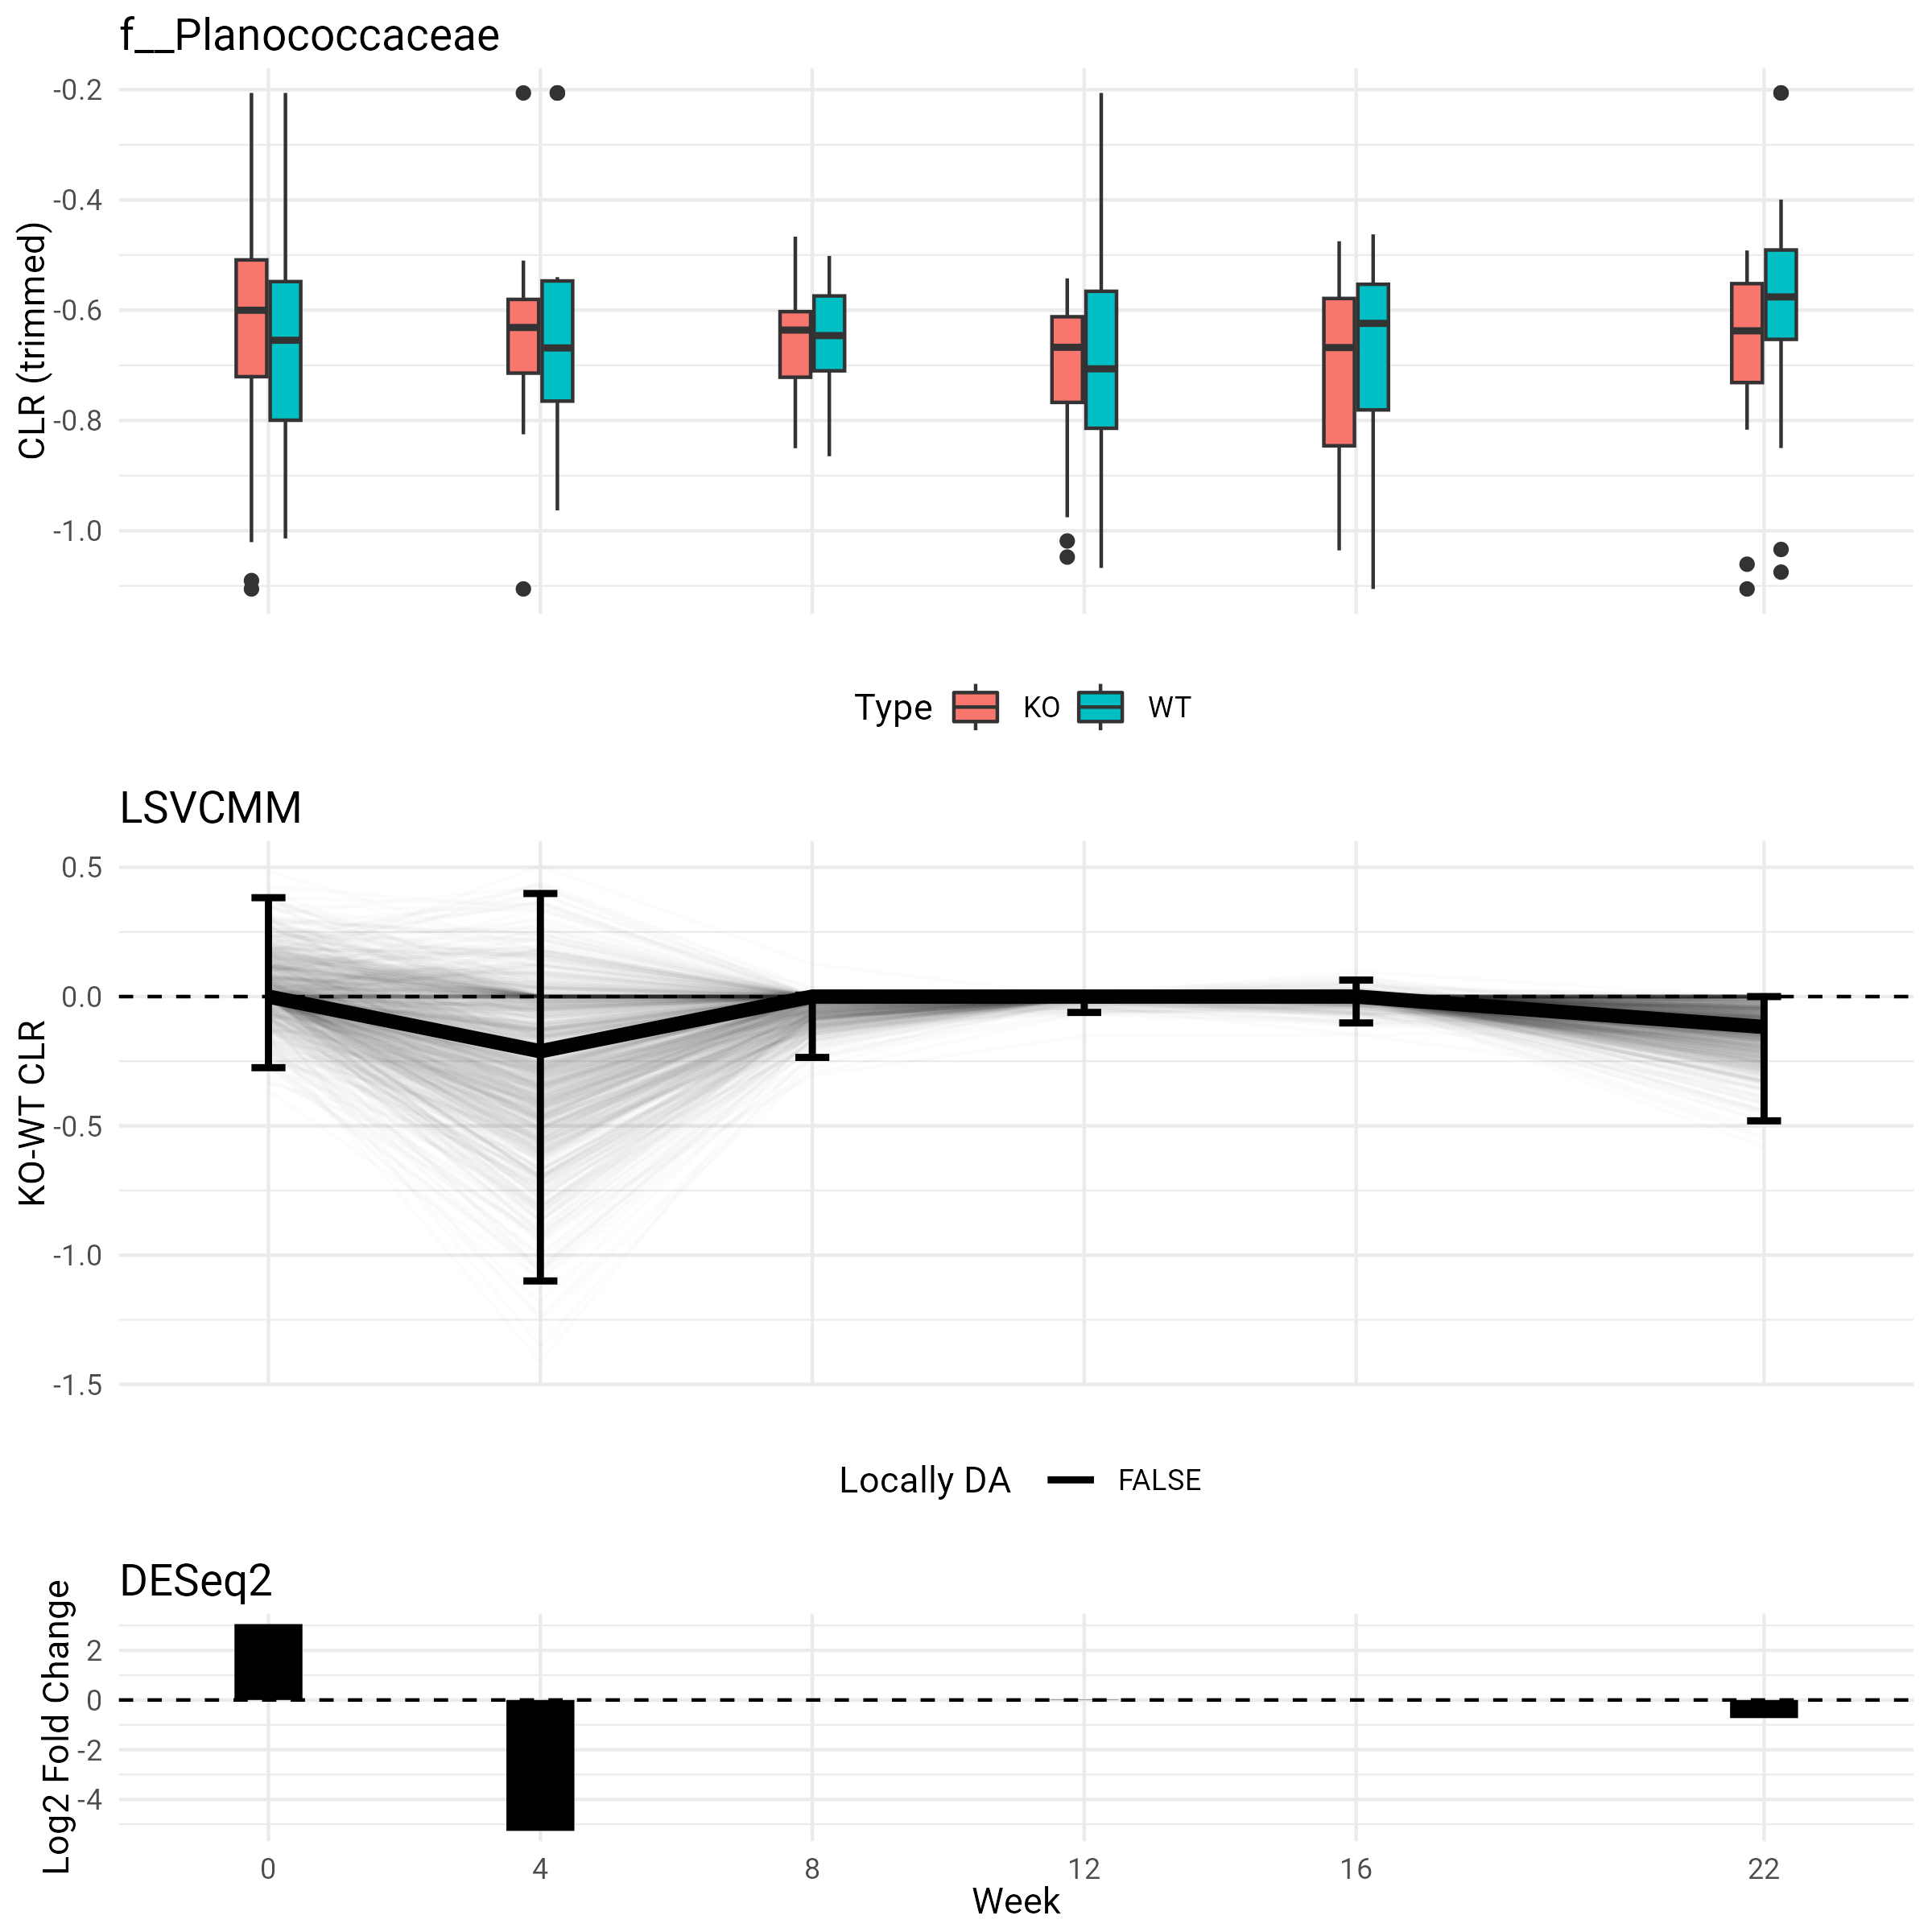 f__Planococcaceae
CLR (trimmed)
-0.2
-0.4
-0.6
-0.8
-1.0
Type KO WT
LSVCMM
KO-WT CLR
0.5
0.0
-0.5
-1.0
-1.5
Locally DA FALSE
DESeq2
Log2 Fold Change
2
0
-2
-4
0 4 8 12 16 22
Week